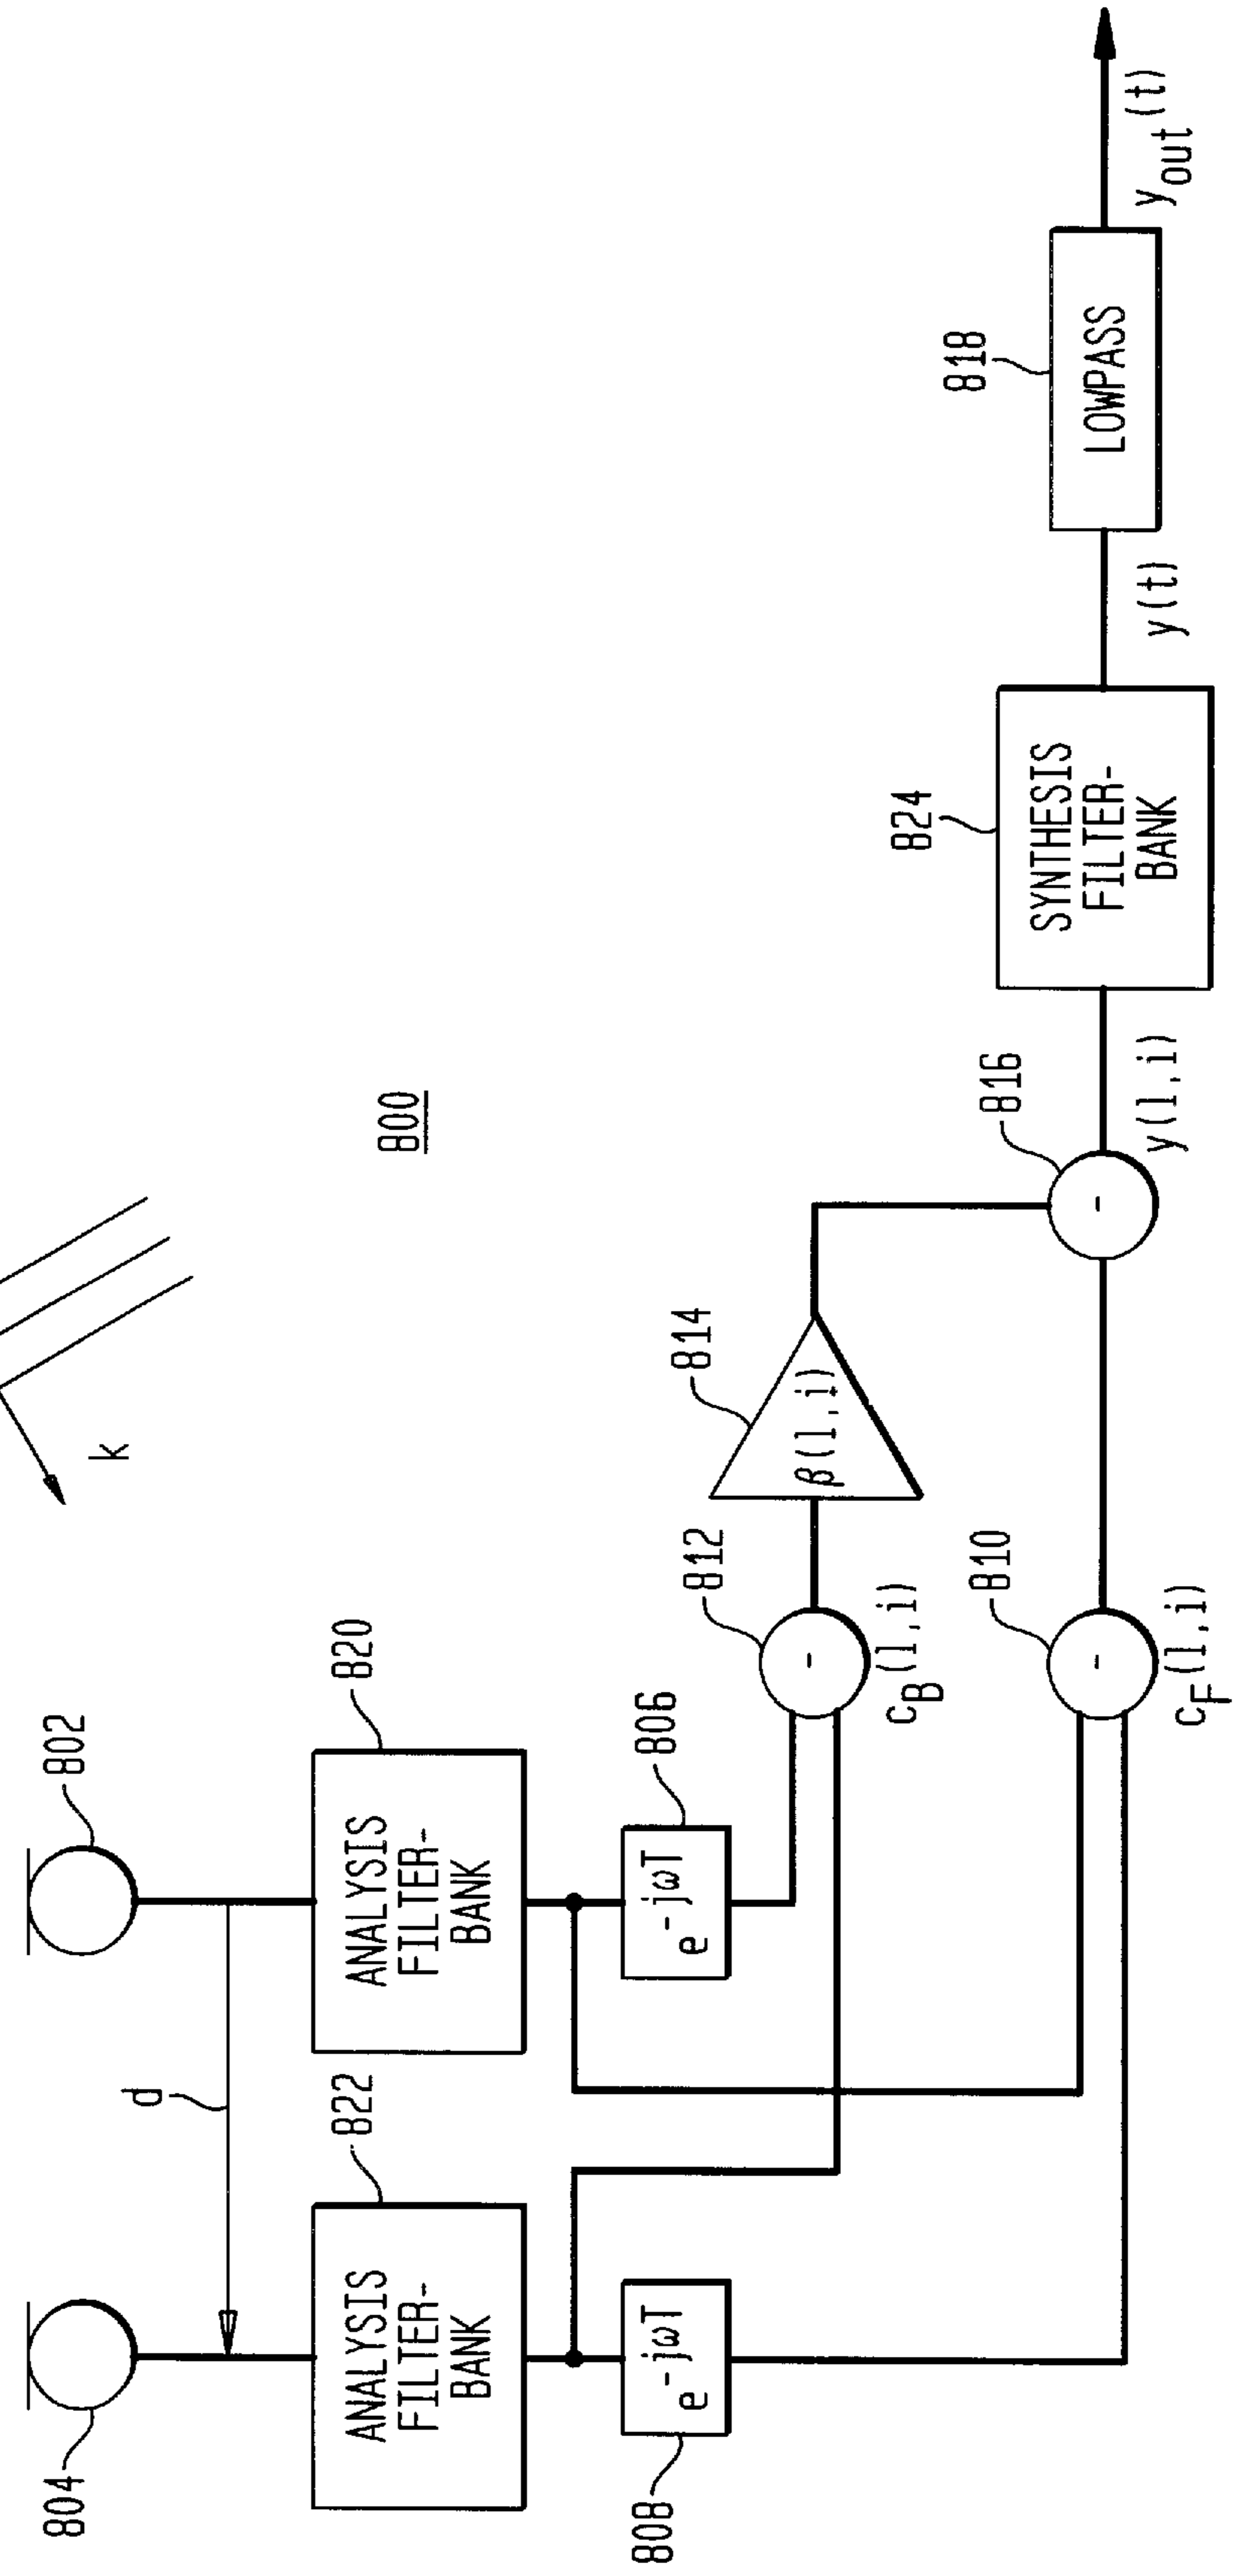 802
804
d
k
800
820
ANALYSIS
FILTER-
BANK
822
ANALYSIS
FILTER-
BANK
806
e^-jωT
808
e^-jωT
812
c_B(l,i)
810
c_F(l,i)
814
β(l,i)
816
y(l,i)
824
SYNTHESIS
FILTER-
BANK
y(t)
818
LOWPASS
y_out(t)